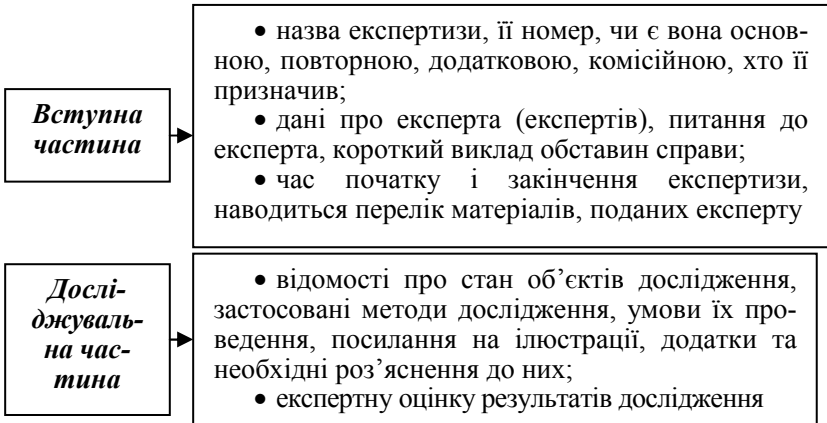 Вступна
частина
• назва експертизи, її номер, чи є вона основ-
ною, повторною, додатковою, комісійною, хто її
призначив;
• дані про експерта (експертів), питання до
експерта, короткий виклад обставин справи;
• час початку і закінчення експертизи,
наводиться перелік матеріалів, поданих експерту
Дослі-
джуваль-
на час-
тина
• відомості про стан об’єктів дослідження,
застосовані методи дослідження, умови їх про-
ведення, посилання на ілюстрації, додатки та
необхідні роз’яснення до них;
• експертну оцінку результатів дослідження